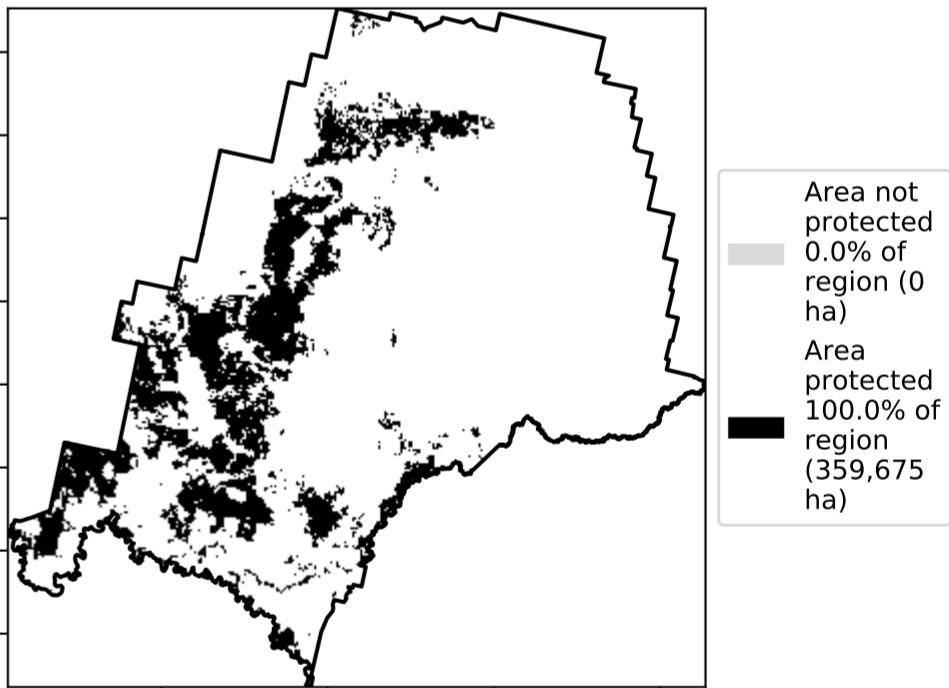 Area not
protected
0.0% of
region (0
ha)
Area
protected
100.0% of
region
(359,675
ha)